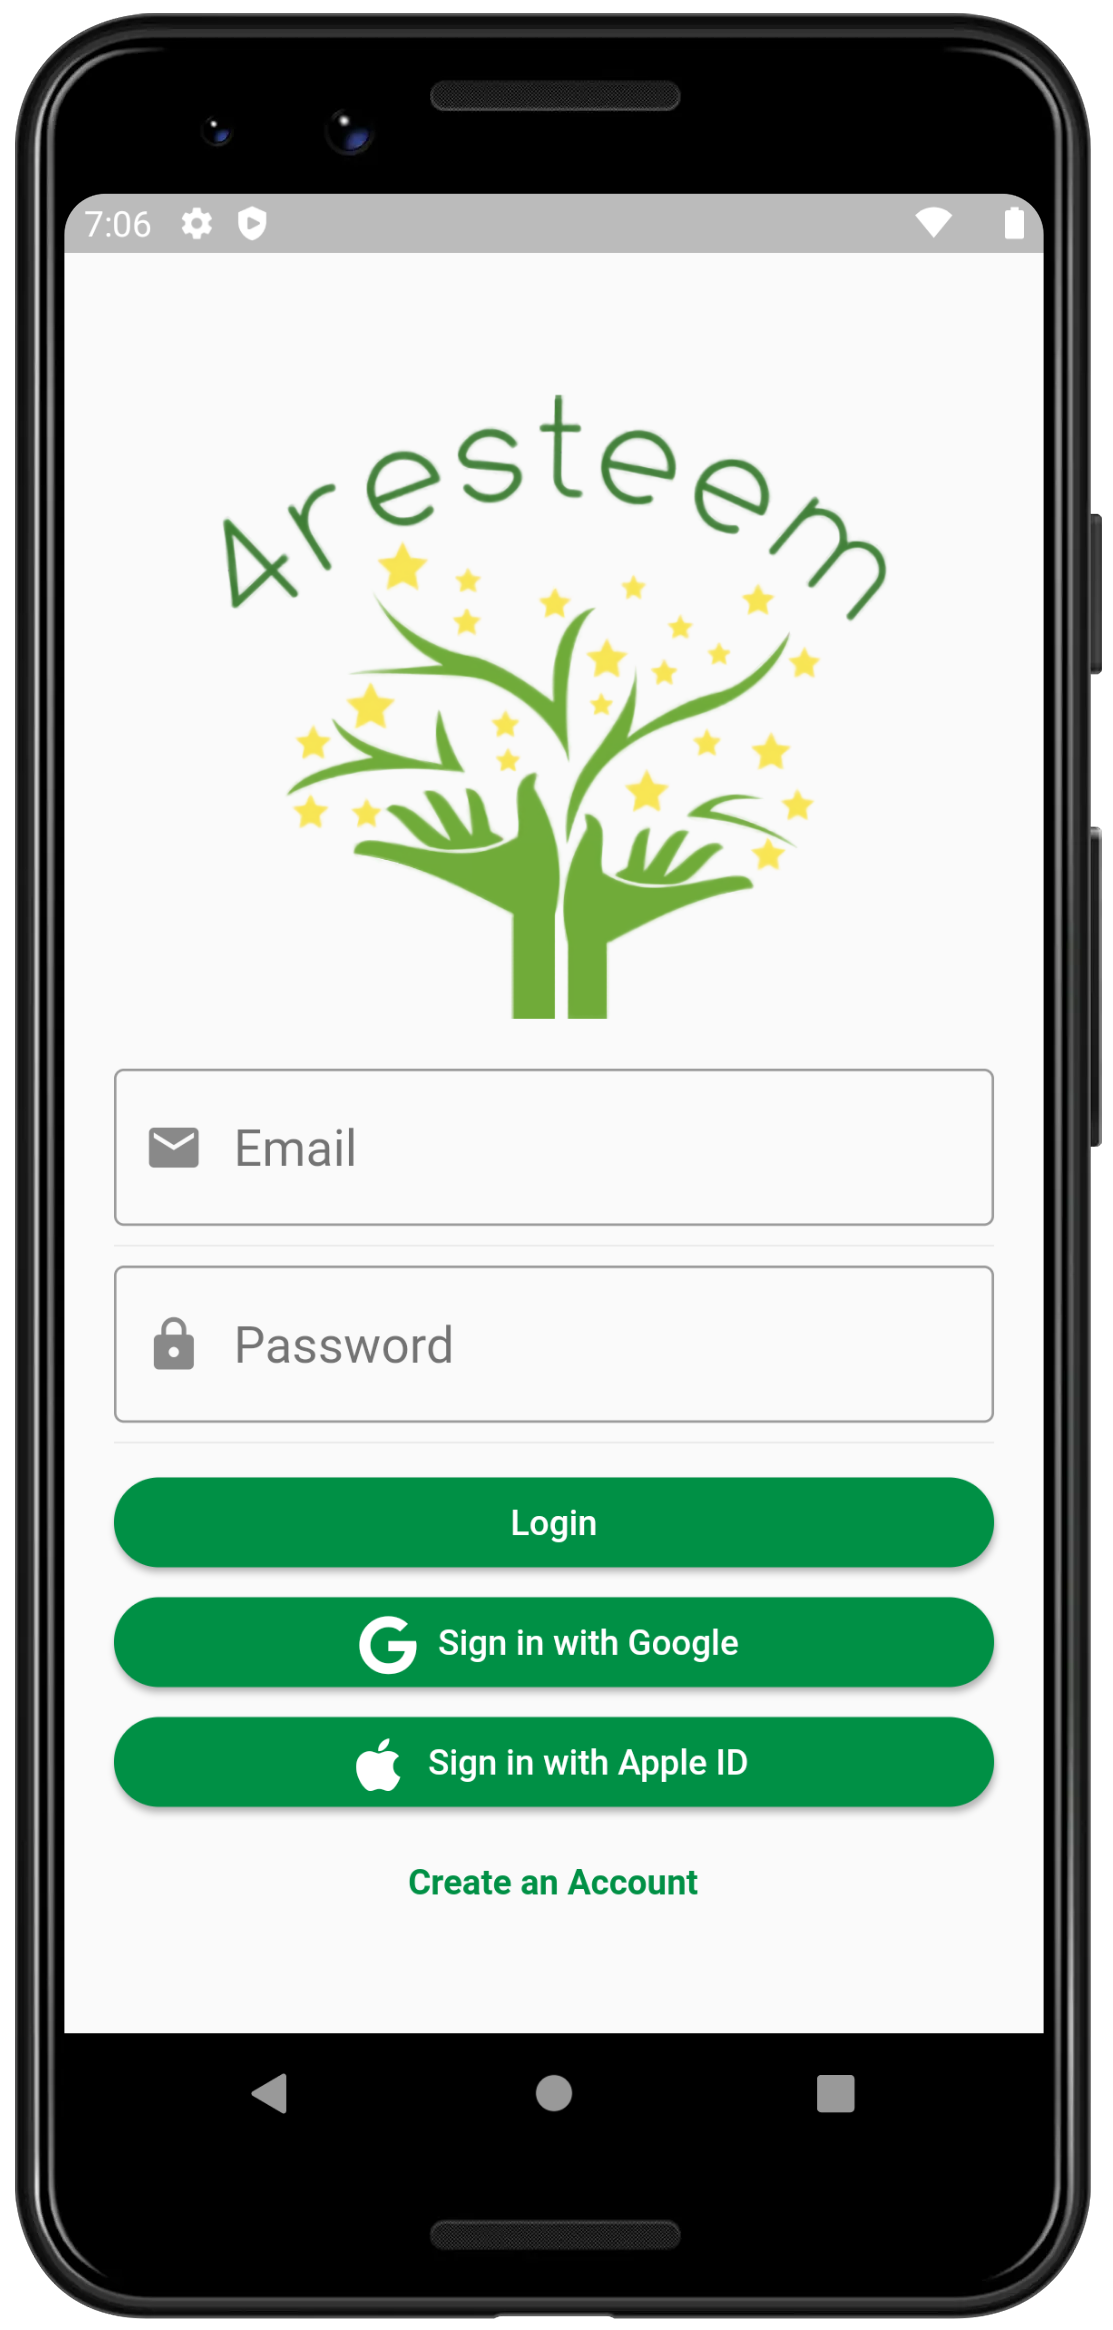 7:06
4resteem
Email
Password
Login
Sign in with Google
Sign in with Apple ID
Create an Account